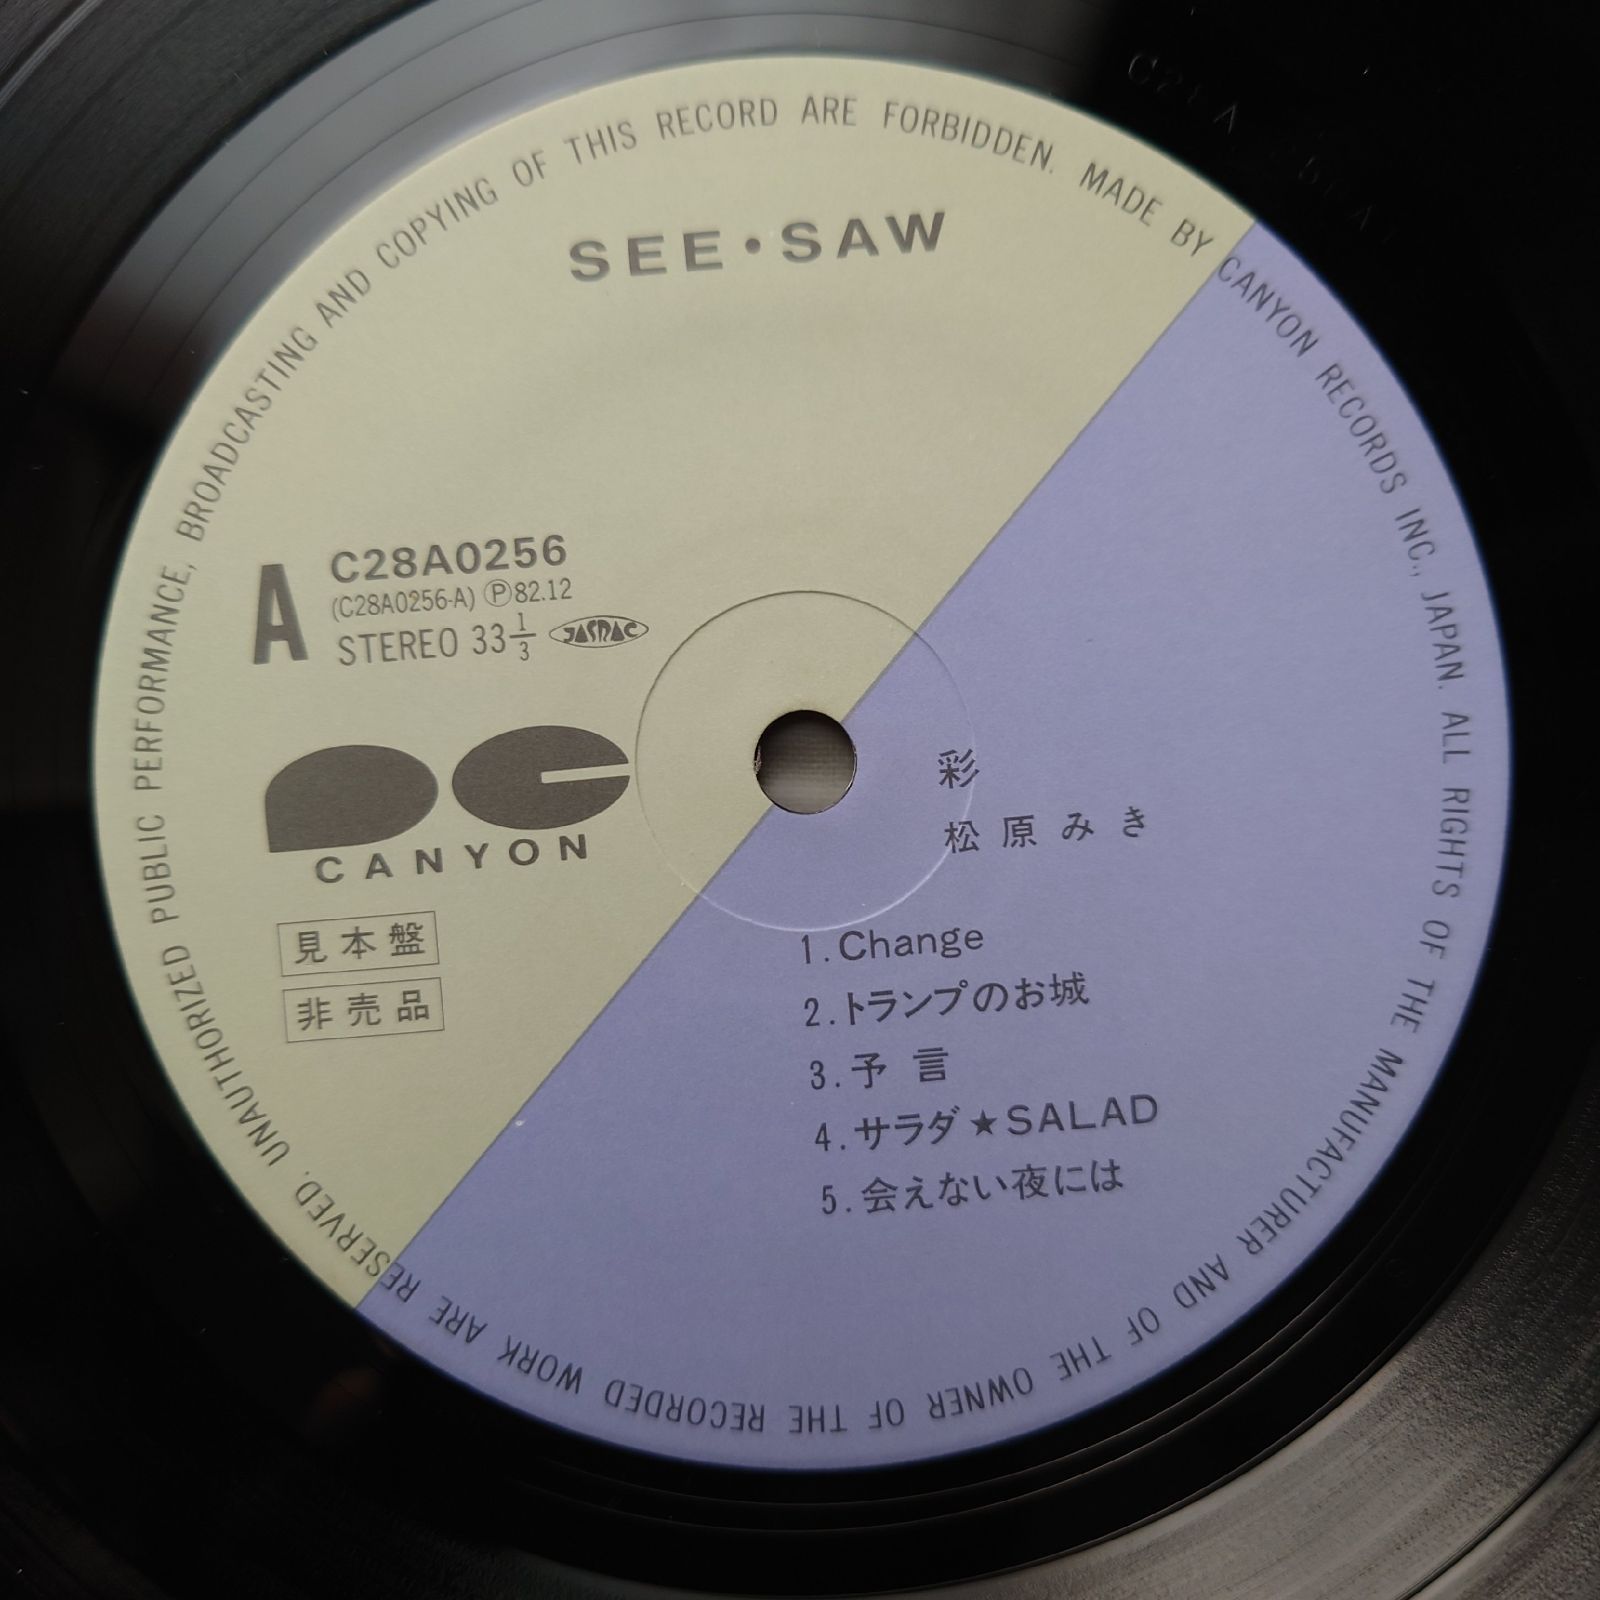 UNAUTHORIZED PUBLIC PERFORMANCE, BROADCASTING AND COPYING OF THIS RECORD ARE FORBIDDEN. MADE BY CANYON RECORDS INC., JAPAN. ALL RIGHTS OF THE MANUFACTURER AND OF THE OWNER OF THE RECORDED WORK ARE RESERVED.
SEE・SAW
A
C28A0256
(C28A0256-A) Ⓟ82.12
STEREO 33 1/3 JASRAC
CANYON
見本盤
非売品
彩
松原みき
1. Change
2. トランプのお城
3. 予言
4. サラダ★SALAD
5. 会えない夜には